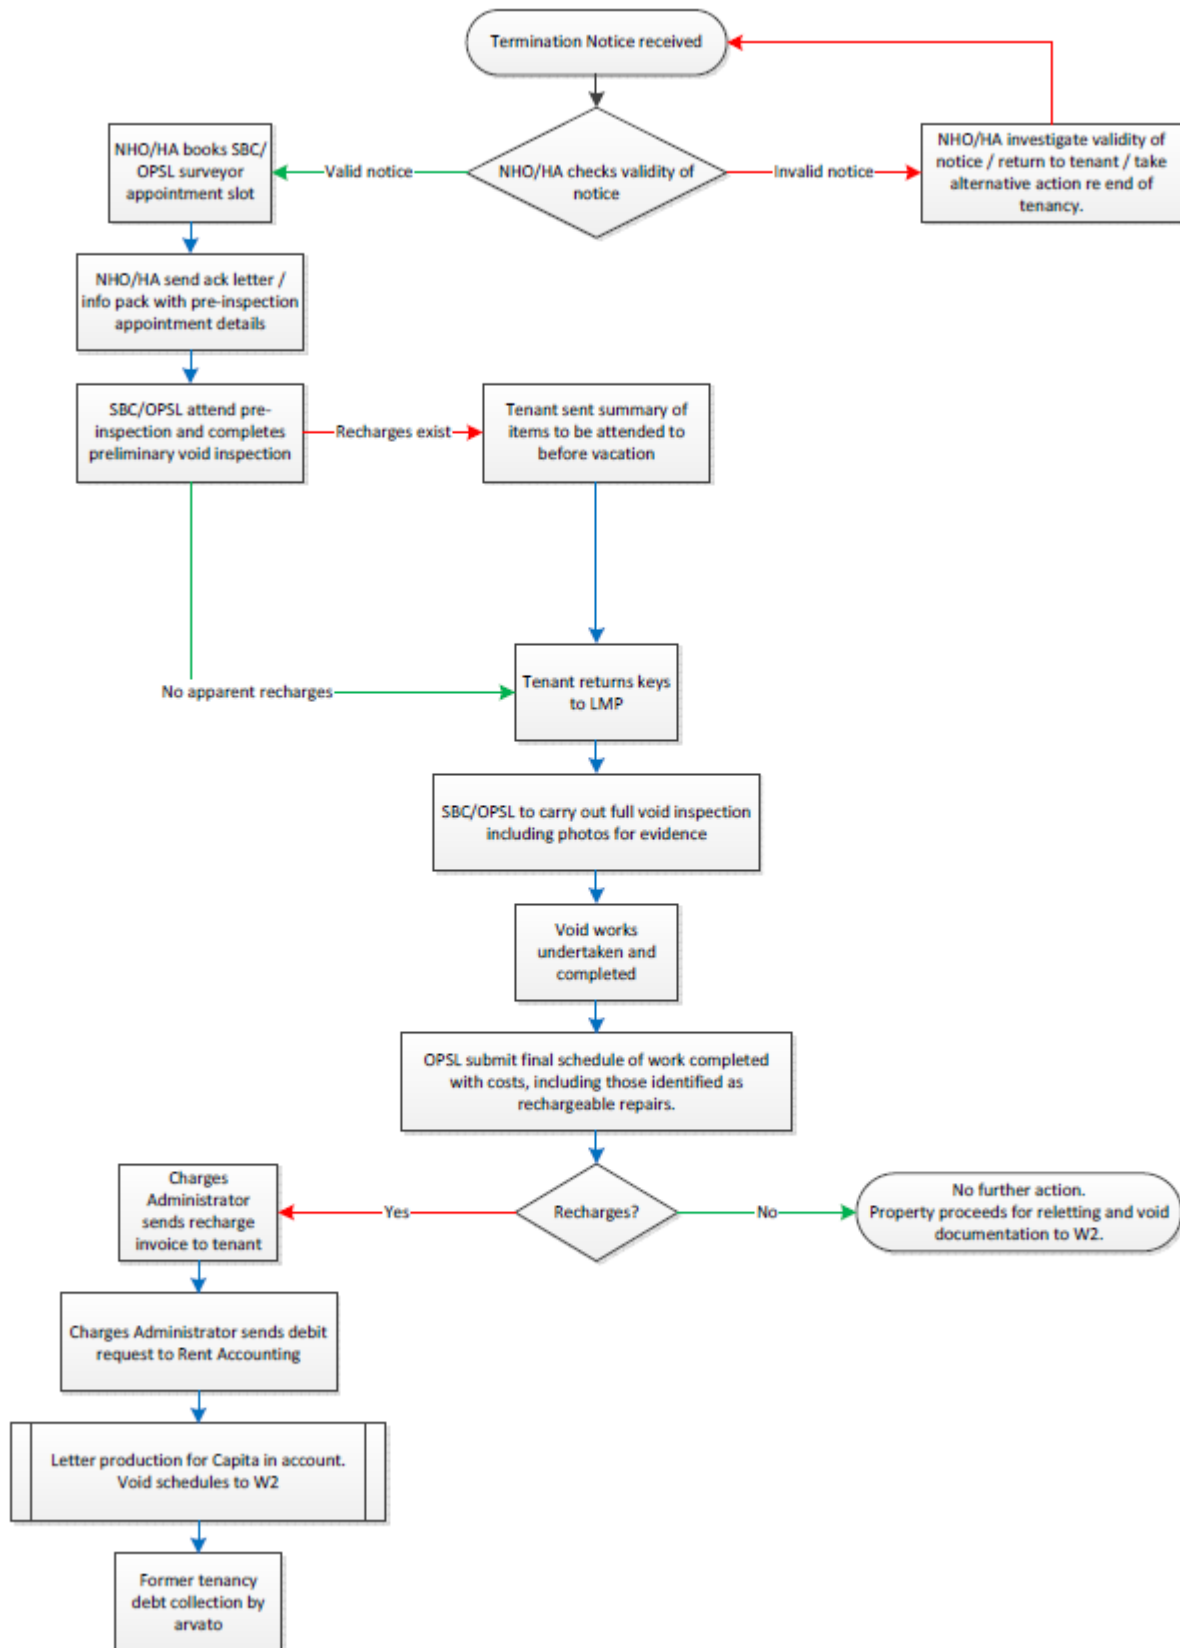 Termination Notice received
NHO/HA books SBC/
OPSL surveyor
appointment slot
Valid notice
NHO/HA checks validity of
notice
Invalid notice
NHO/HA investigate validity of
notice / return to tenant / take
alternative action re end of
tenancy.
NHO/HA send ack letter /
info pack with pre-inspection
appointment details
SBC/OPSL attend pre-
inspection and completes
preliminary void inspection
Recharges exist
Tenant sent summary of
items to be attended to
before vacation
No apparent recharges
Tenant returns keys
to LMP
SBC/OPSL to carry out full void inspection
including photos for evidence
Void works
undertaken and
completed
OPSL submit final schedule of work completed
with costs, including those identified as
rechargeable repairs.
Charges
Administrator
sends recharge
invoice to tenant
Yes
Recharges?
No
No further action.
Property proceeds for reletting and void
documentation to W2.
Charges Administrator sends debit
request to Rent Accounting
Letter production for Capita in account.
Void schedules to W2
Former tenancy
debt collection by
arvato